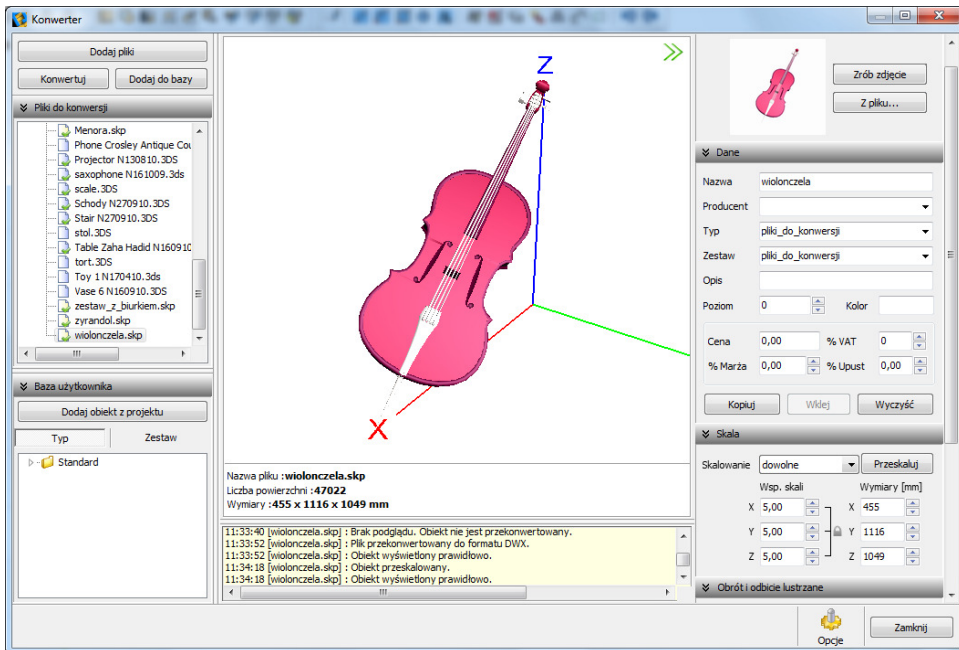 Konwerter
Dodaj pliki
Konwertuj Dodaj do bazy
Pliki do konwersji
Menora.skp
Phone Crosley Antique Cou
Projector N130810.3DS
saxophone N161009.3ds
scale.3DS
Schody N270910.3DS
Stair N270910.3DS
stol.3DS
Table Zaha Hadid N160910
tort.3DS
Toy 1 N170410.3ds
Vase 6 N160910.3DS
zestaw_z_biurkiem.skp
zyrandol.skp
wiolonczela.skp
Baza użytkownika
Dodaj obiekt z projektu
Typ Zestaw
Standard
Z
X
Nazwa pliku :wiolonczela.skp
Liczba powierzchni :47022
Wymiary :455 x 1116 x 1049 mm
11:33:40 [wiolonczela.skp] : Brak podglądu. Obiekt nie jest przekonwertowany.
11:33:52 [wiolonczela.skp] : Plik przekonwertowany do formatu DWX.
11:33:52 [wiolonczela.skp] : Obiekt wyświetlony prawidłowo.
11:34:18 [wiolonczela.skp] : Obiekt przeskalowany.
11:34:18 [wiolonczela.skp] : Obiekt wyświetlony prawidłowo.
Zrób zdjęcie
Z pliku...
Dane
Nazwa wiolonczela
Producent
Typ pliki_do_konwersji
Zestaw pliki_do_konwersji
Opis
Poziom 0 Kolor
Cena 0,00 % VAT 0
% Marża 0,00 % Upust 0,00
Kopiuj Wklej Wyczyść
Skala
Skalowanie dowolne Przeskaluj
Wsp. skali Wymiary [mm]
X 5,00 X 455
Y 5,00 Y 1116
Z 5,00 Z 1049
Obrót i odbicie lustrzane
Opcje
Zamknij